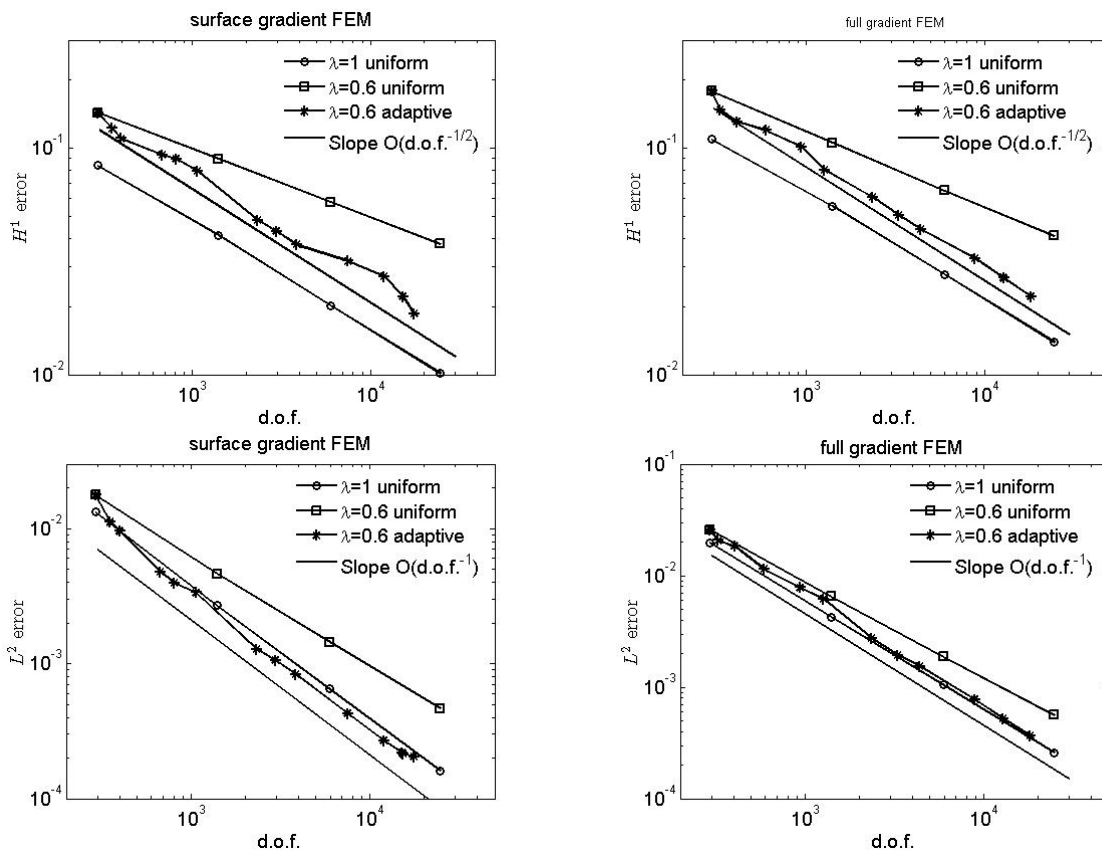 surface gradient FEM
λ=1 uniform
λ=0.6 uniform
λ=0.6 adaptive
Slope O(d.o.f.^-1/2)
10^-1
10^-2
H^1 error
10^3
10^4
d.o.f.
full gradient FEM
λ=1 uniform
λ=0.6 uniform
λ=0.6 adaptive
Slope O(d.o.f.^-1/2)
10^-1
10^-2
H^1 error
10^3
10^4
d.o.f.
surface gradient FEM
λ=1 uniform
λ=0.6 uniform
λ=0.6 adaptive
Slope O(d.o.f.^-1)
10^-2
10^-3
10^-4
L^2 error
10^3
10^4
d.o.f.
full gradient FEM
λ=1 uniform
λ=0.6 uniform
λ=0.6 adaptive
Slope O(d.o.f.^-1)
10^-1
10^-2
10^-3
10^-4
L^2 error
10^3
10^4
d.o.f.